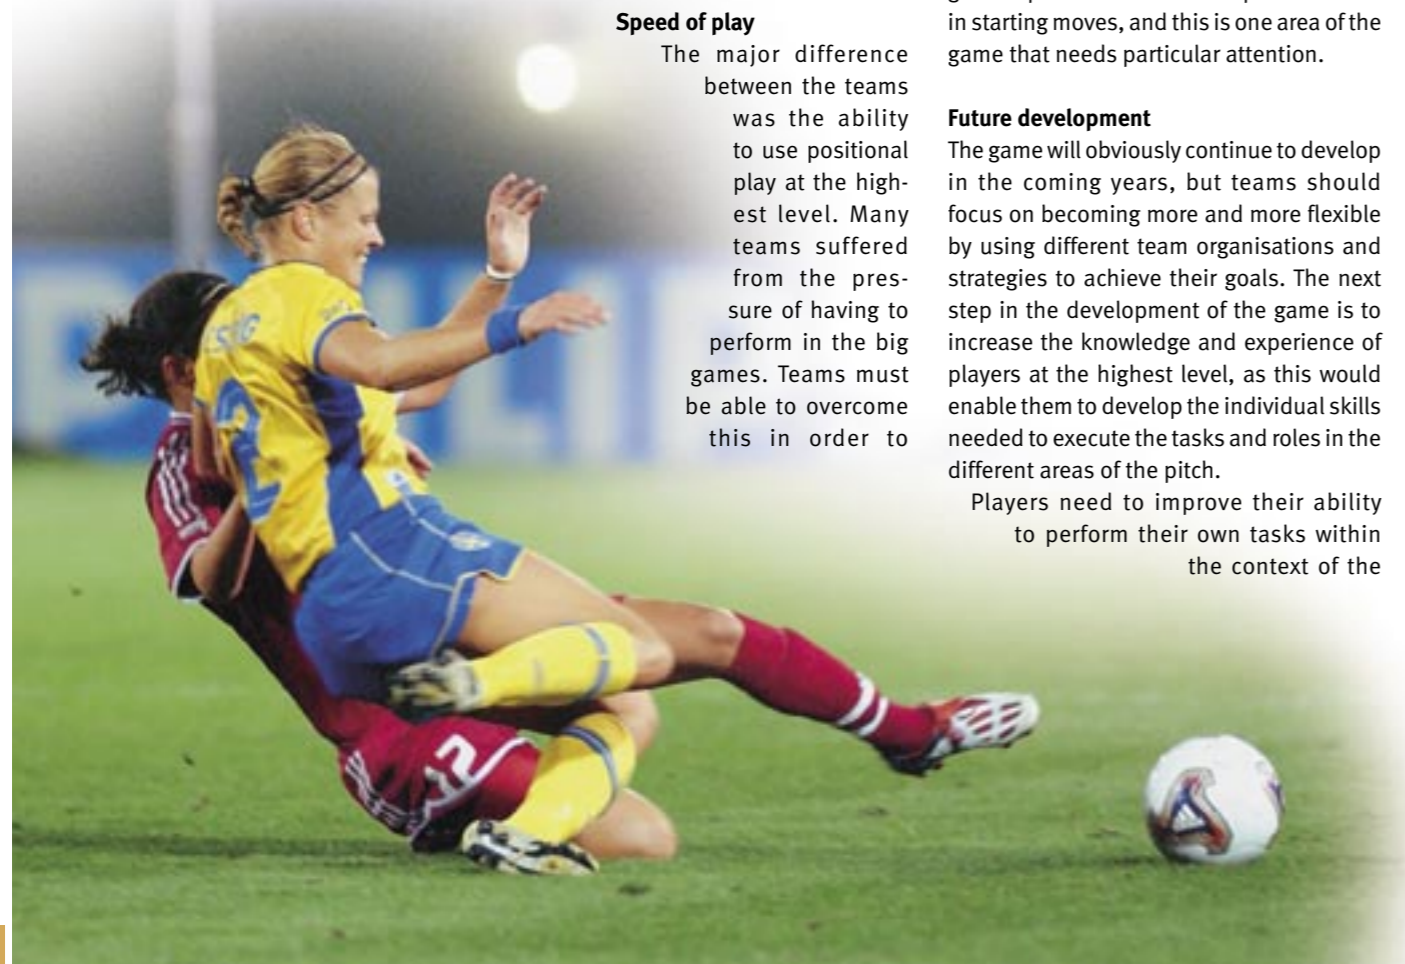 Speed of play
The major difference
between the teams
was the ability
to use positional
play at the high-
est level. Many
teams suffered
from the pres-
sure of having to
perform in the big
games. Teams must
be able to overcome
this in order to
in starting moves, and this is one area of the
game that needs particular attention.
Future development
The game will obviously continue to develop
in the coming years, but teams should
focus on becoming more and more flexible
by using different team organisations and
strategies to achieve their goals. The next
step in the development of the game is to
increase the knowledge and experience of
players at the highest level, as this would
enable them to develop the individual skills
needed to execute the tasks and roles in the
different areas of the pitch.
Players need to improve their ability
to perform their own tasks within
the context of the
2
12